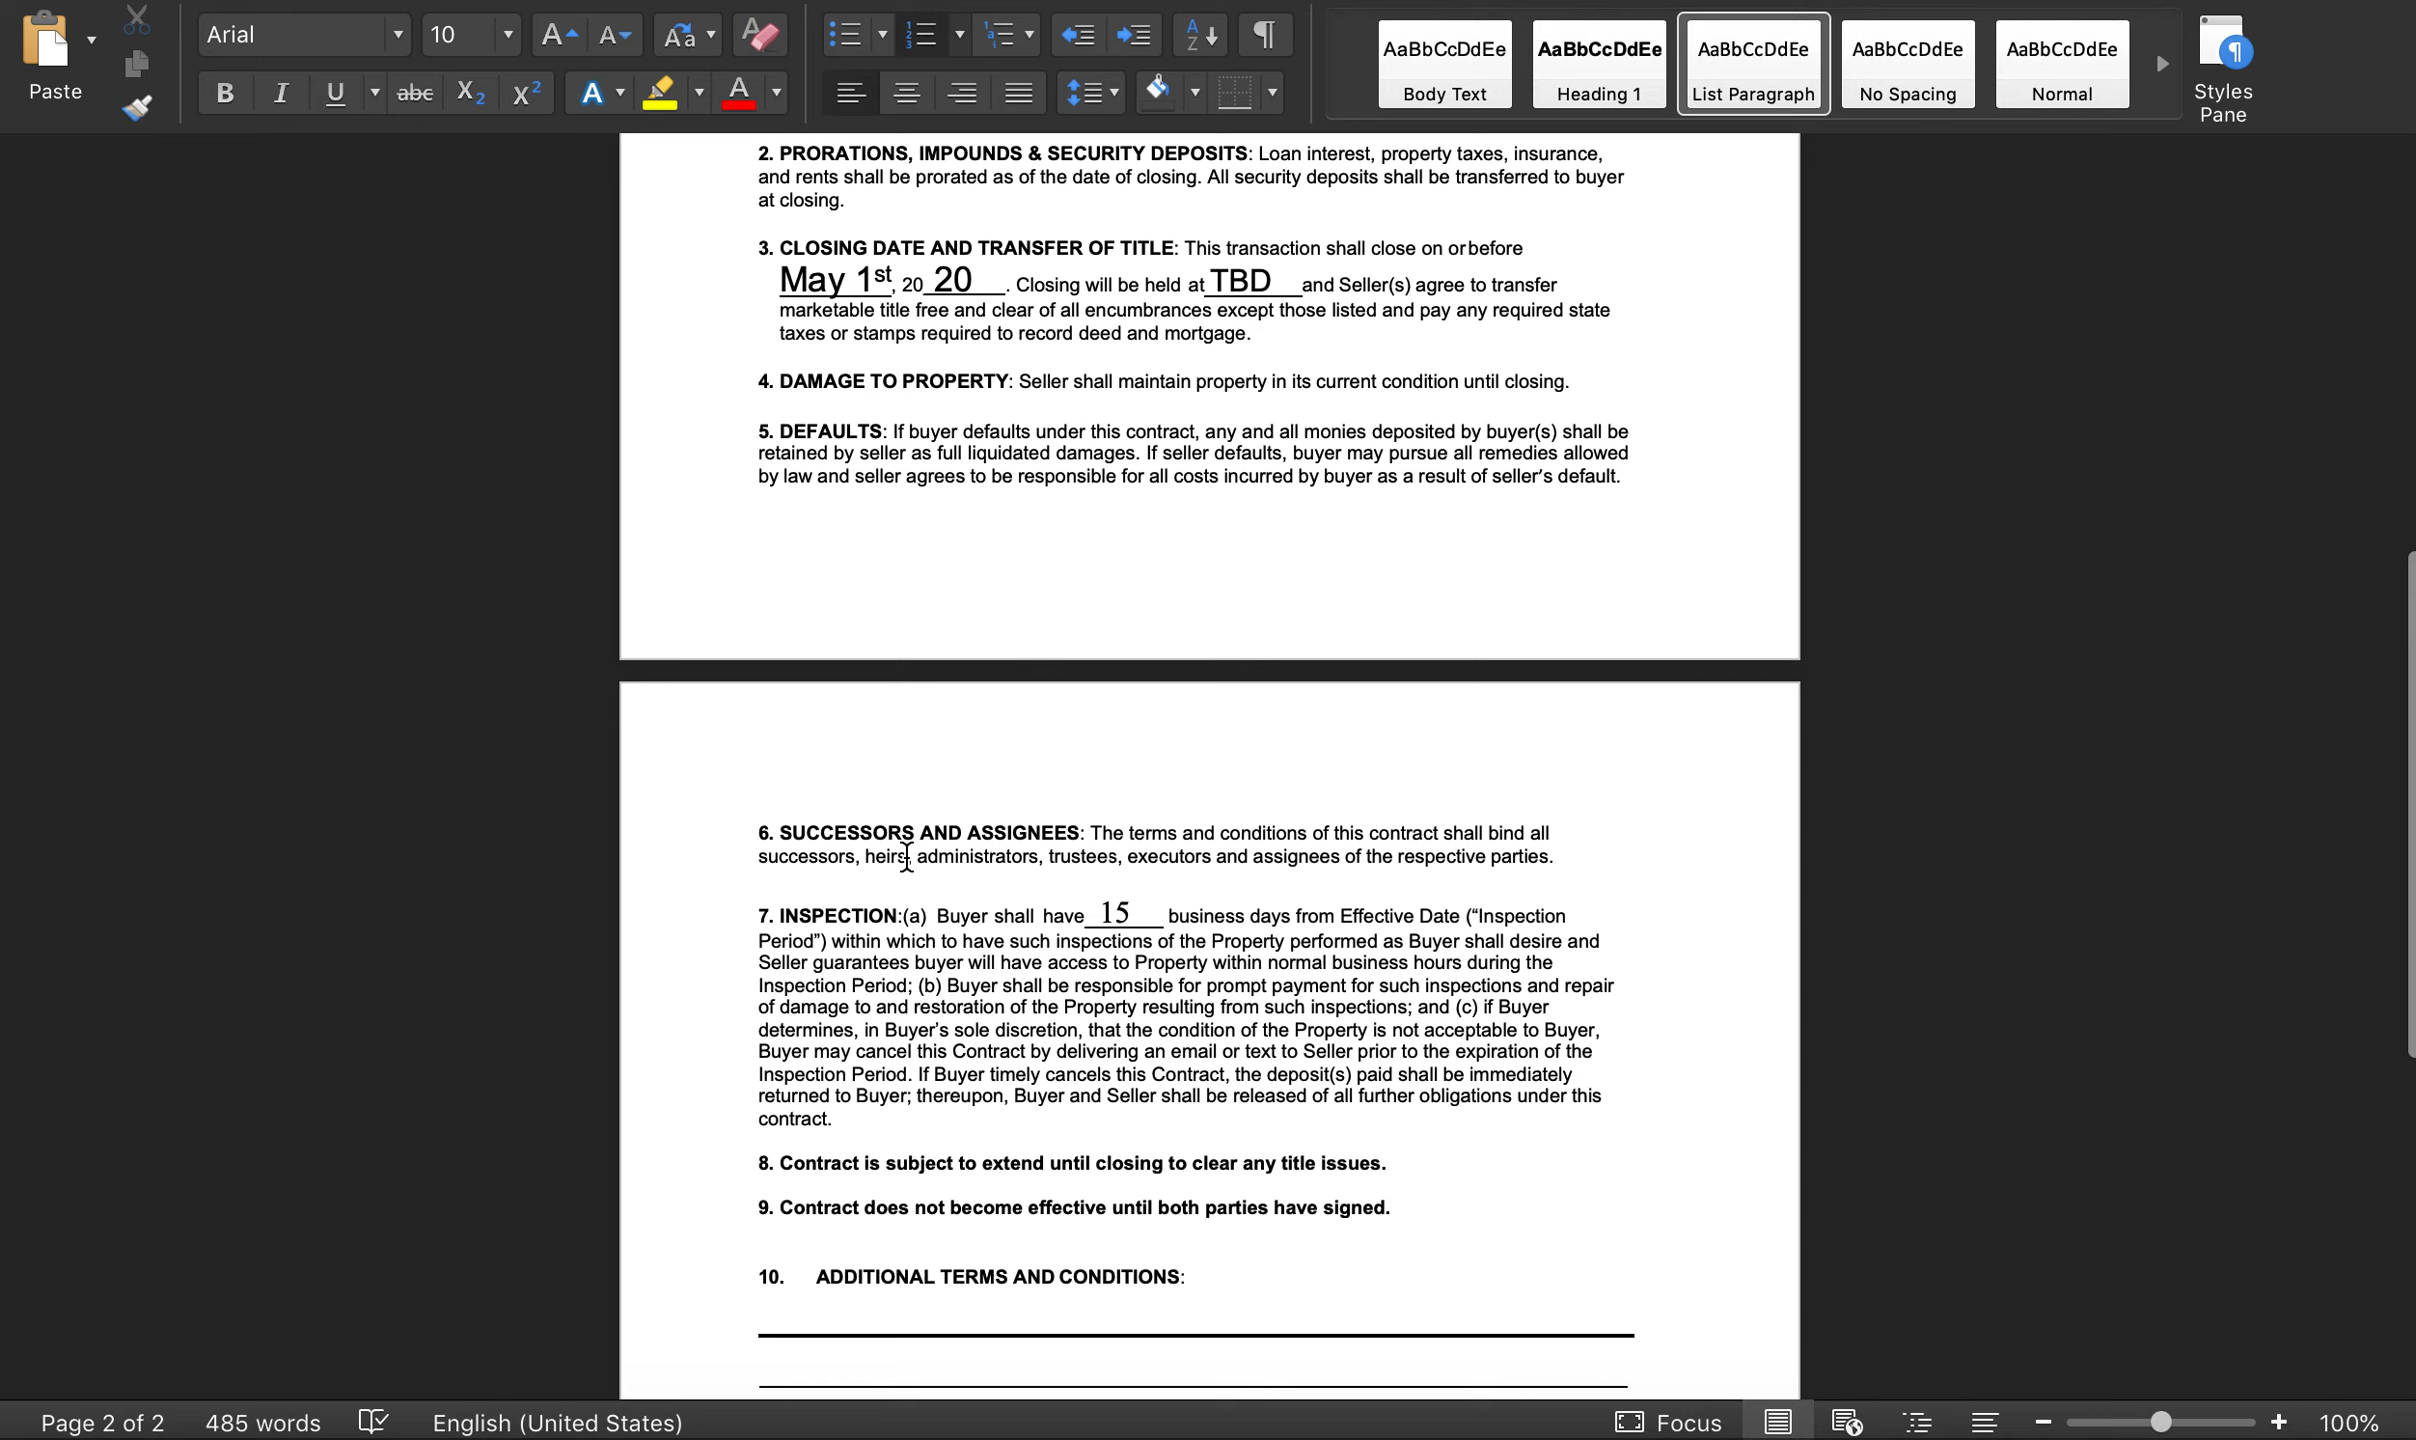 Arial
10
Paste
AaBbCcDdEe
Body Text
AaBbCcDdEe
Heading 1
AaBbCcDdEe
List Paragraph
AaBbCcDdEe
No Spacing
AaBbCcDdEe
Normal
Styles
Pane
2. PRORATIONS, IMPOUNDS & SECURITY DEPOSITS: Loan interest, property taxes, insurance,
and rents shall be prorated as of the date of closing. All security deposits shall be transferred to buyer
at closing.
3. CLOSING DATE AND TRANSFER OF TITLE: This transaction shall close on orbefore
May 1st, 20 20 . Closing will be held at TBD and Seller(s) agree to transfer
marketable title free and clear of all encumbrances except those listed and pay any required state
taxes or stamps required to record deed and mortgage.
4. DAMAGE TO PROPERTY: Seller shall maintain property in its current condition until closing.
5. DEFAULTS: If buyer defaults under this contract, any and all monies deposited by buyer(s) shall be
retained by seller as full liquidated damages. If seller defaults, buyer may pursue all remedies allowed
by law and seller agrees to be responsible for all costs incurred by buyer as a result of seller’s default.
6. SUCCESSORS AND ASSIGNEES: The terms and conditions of this contract shall bind all
successors, heirs, administrators, trustees, executors and assignees of the respective parties.
7. INSPECTION:(a) Buyer shall have 15 business days from Effective Date (“Inspection
Period”) within which to have such inspections of the Property performed as Buyer shall desire and
Seller guarantees buyer will have access to Property within normal business hours during the
Inspection Period; (b) Buyer shall be responsible for prompt payment for such inspections and repair
of damage to and restoration of the Property resulting from such inspections; and (c) if Buyer
determines, in Buyer’s sole discretion, that the condition of the Property is not acceptable to Buyer,
Buyer may cancel this Contract by delivering an email or text to Seller prior to the expiration of the
Inspection Period. If Buyer timely cancels this Contract, the deposit(s) paid shall be immediately
returned to Buyer; thereupon, Buyer and Seller shall be released of all further obligations under this
contract.
8. Contract is subject to extend until closing to clear any title issues.
9. Contract does not become effective until both parties have signed.
10. ADDITIONAL TERMS AND CONDITIONS:
Page 2 of 2
485 words
English (United States)
Focus
100%